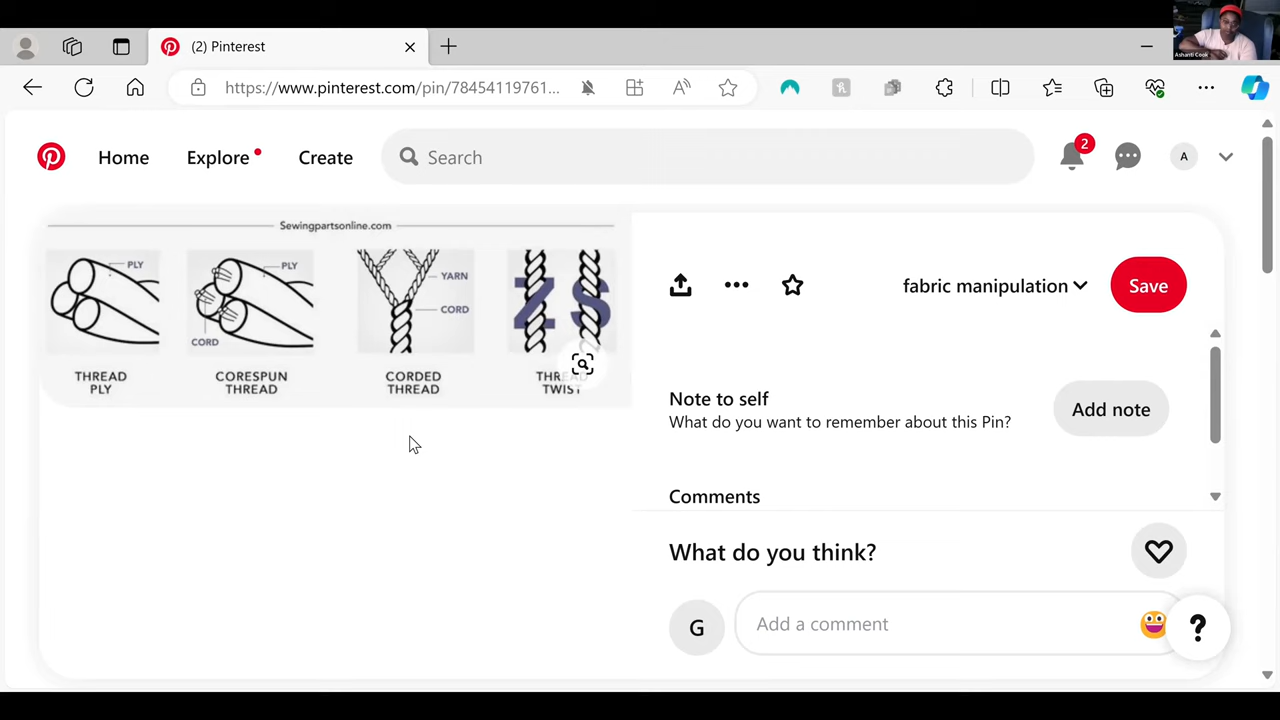 (2) Pinterest
Ashanti Cook
https://www.pinterest.com/pin/78454119761...
Home
Explore
Create
Search
2
A
Sewingpartsonline.com
PLY
PLY
CORD
YARN
CORD
Z S
THREAD
PLY
CORESPUN
THREAD
CORDED
THREAD
THREAD
TWIST
fabric manipulation
Save
Note to self
What do you want to remember about this Pin?
Add note
Comments
What do you think?
G
Add a comment
?